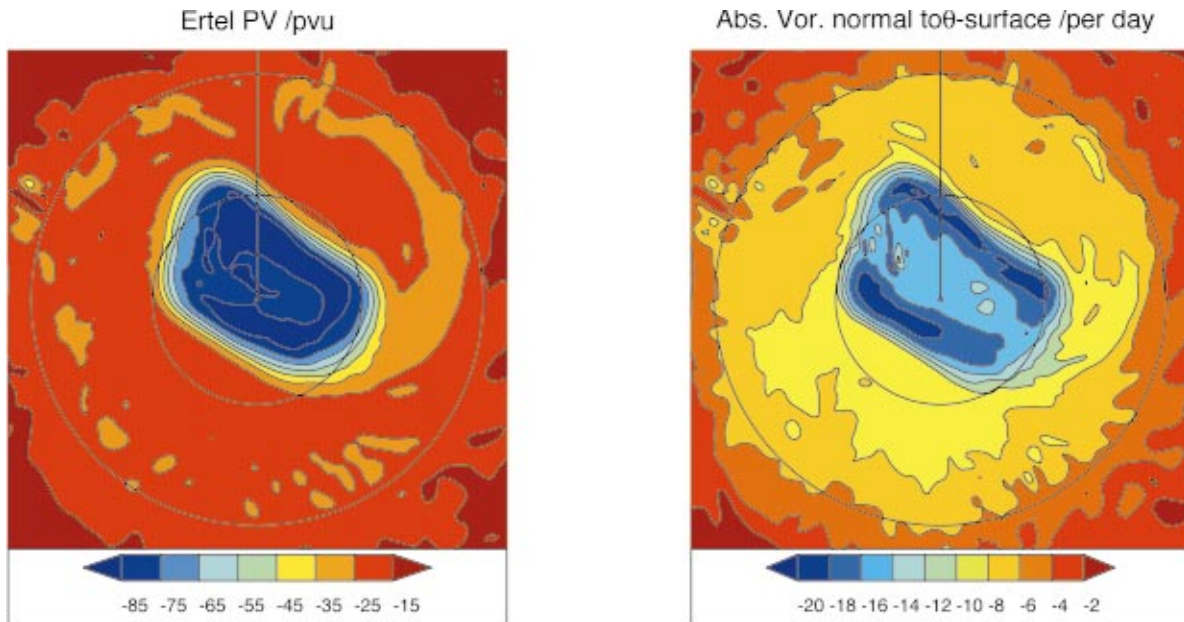 Ertel PV /pvu
Abs. Vor. normal toθ-surface /per day
-85 -75 -65 -55 -45 -35 -25 -15
-20 -18 -16 -14 -12 -10 -8 -6 -4 -2